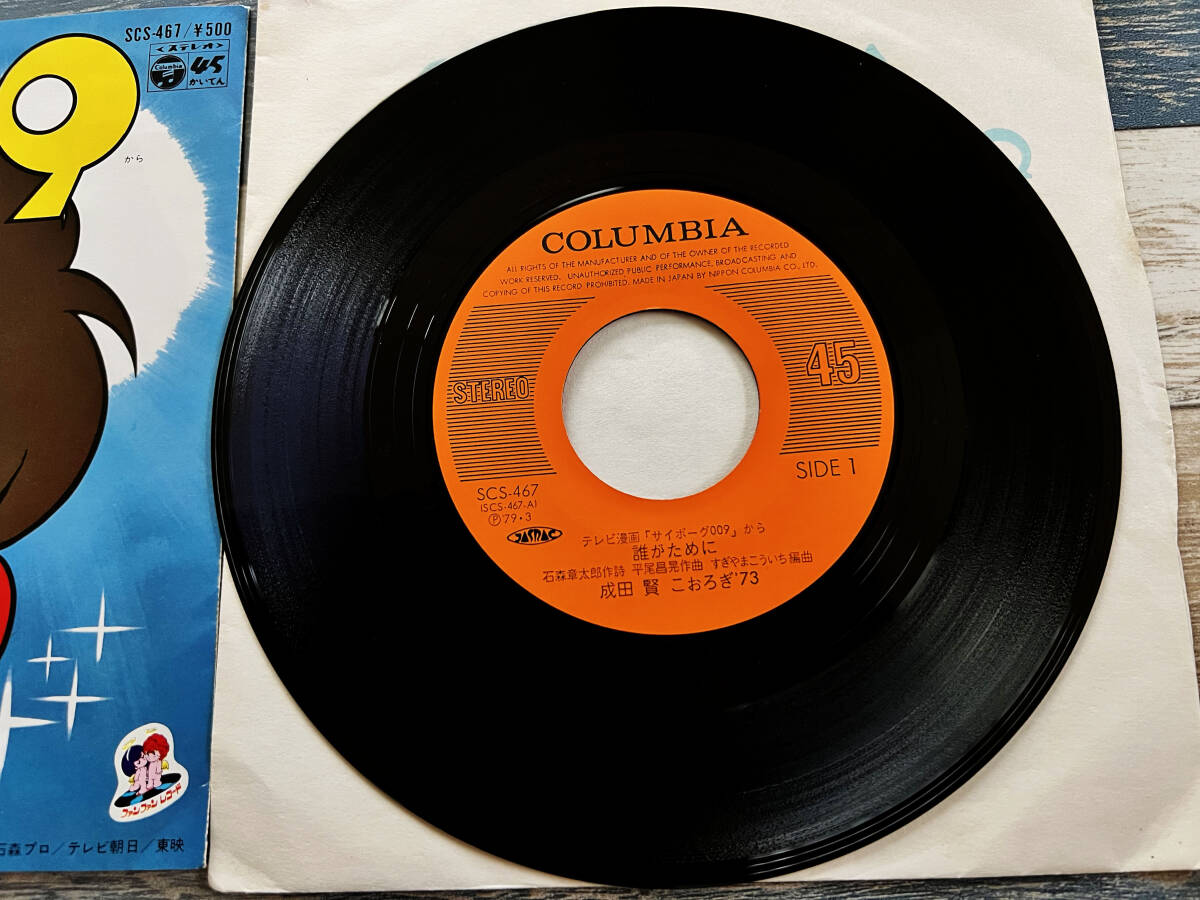 SCS-467/¥500
<ステレオ>
Columbia
45
かいてん
9
から
ファンファンレコード
石森プロ/テレビ朝日/東映
COLUMBIA
ALL RIGHTS OF THE MANUFACTURER AND OF THE OWNER OF THE RECORDED
WORK RESERVED. UNAUTHORIZED PUBLIC PERFORMANCE, BROADCASTING AND
COPYING OF THIS RECORD PROHIBITED. MADE IN JAPAN BY NIPPON COLUMBIA CO., LTD.
STEREO
45
SIDE 1
SCS-467
(SCS-467-A)
Ⓟ'79・3
JASRAC
テレビ漫画「サイボーグ009」から
誰がために
石森章太郎作詩 平尾昌晃作曲 すぎやまこういち編曲
成田 賢 こおろぎ'73